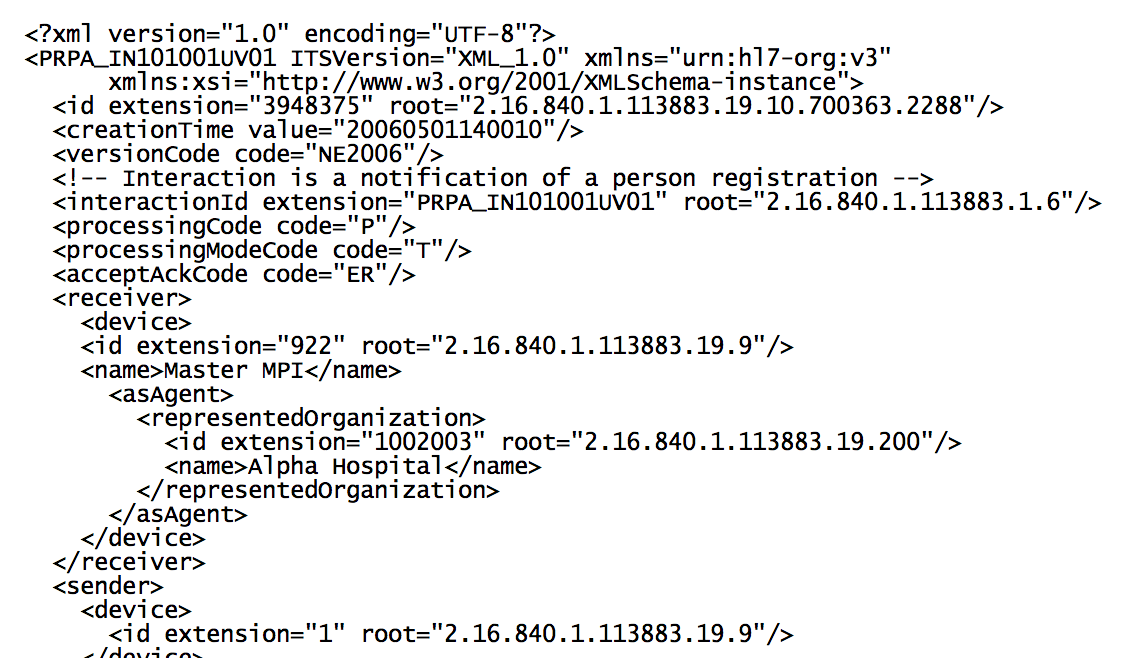 <?xml version="1.0" encoding="UTF-8"?>
<PRPA_IN101001UV01 ITSVersion="XML_1.0" xmlns="urn:hl7-org:v3"
      xmlns:xsi="http://www.w3.org/2001/XMLSchema-instance">
  <id extension="3948375" root="2.16.840.1.113883.19.10.700363.2288"/>
  <creationTime value="20060501140010"/>
  <versionCode code="NE2006"/>
  <!-- Interaction is a notification of a person registration -->
  <interactionId extension="PRPA_IN101001UV01" root="2.16.840.1.113883.1.6"/>
  <processingCode code="P"/>
  <processingModeCode code="T"/>
  <acceptAckCode code="ER"/>
  <receiver>
    <device>
    <id extension="922" root="2.16.840.1.113883.19.9"/>
    <name>Master MPI</name>
      <asAgent>
        <representedOrganization>
          <id extension="1002003" root="2.16.840.1.113883.19.200"/>
          <name>Alpha Hospital</name>
        </representedOrganization>
      </asAgent>
    </device>
  </receiver>
  <sender>
    <device>
      <id extension="1" root="2.16.840.1.113883.19.9"/>
    </device>